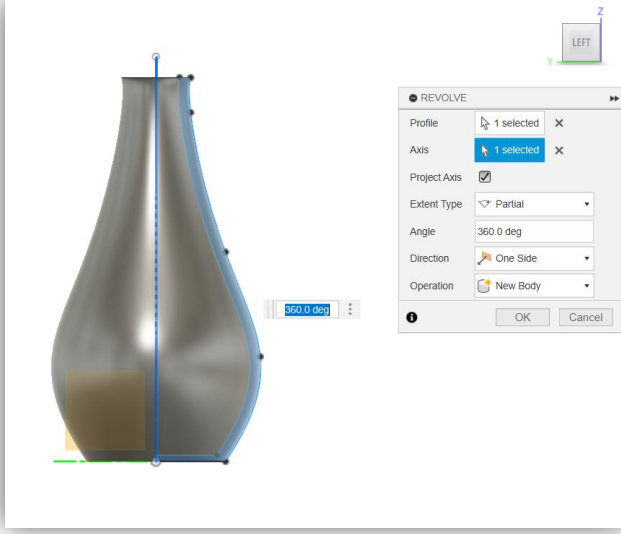 Z
LEFT
Y
REVOLVE
Profile 1 selected
Axis 1 selected
Project Axis
Extent Type Partial
Angle 360.0 deg
Direction One Side
360.0 deg
Operation New Body
OK Cancel